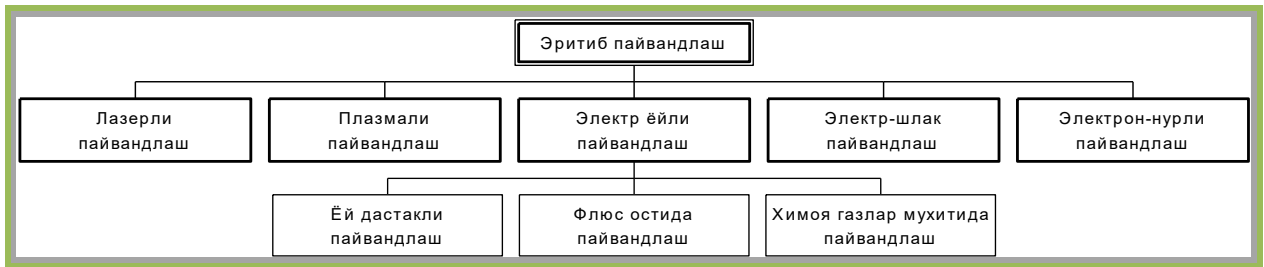 Эритиб пайвандлаш
Лазерли
пайвандлаш
Плазмали
пайвандлаш
Электр ёйли
пайвандлаш
Электр-шлак
пайвандлаш
Электрон-нурли
пайвандлаш
Ёй дастакли
пайвандлаш
Флюс остида
пайвандлаш
Химоя газлар мухитида
пайвандлаш